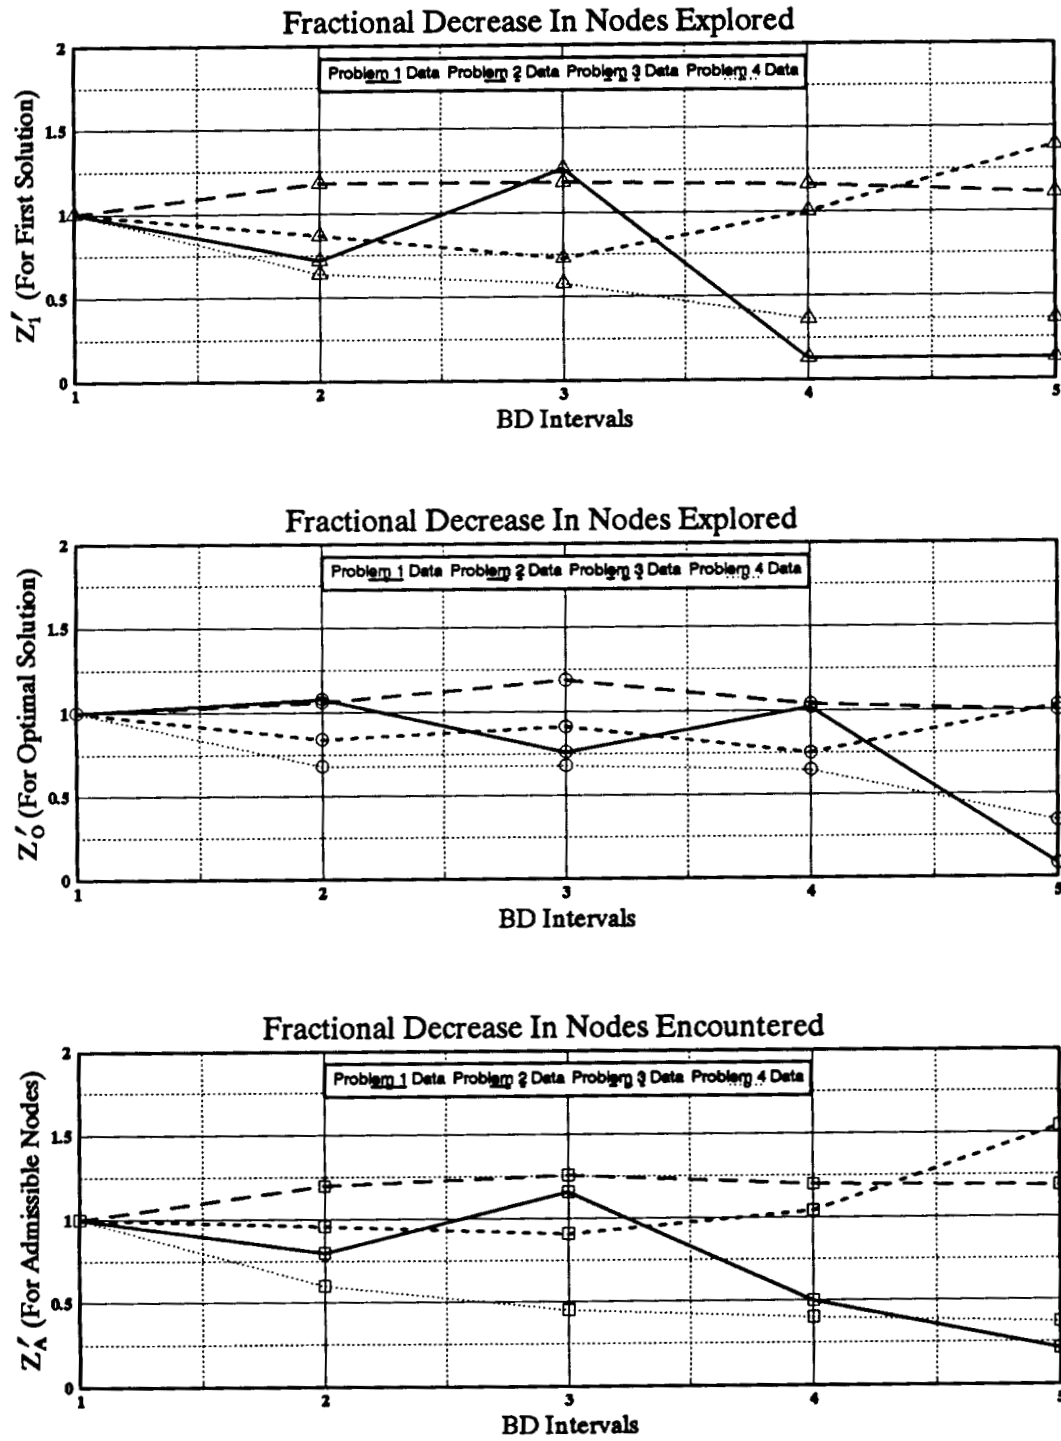 Fractional Decrease In Nodes Explored
2
1.5
1
0.5
0
Z₁′ (For First Solution)
Problem 1 Data Problem 2 Data Problem 3 Data Problem 4 Data
1 2 3 4 5
BD Intervals
Fractional Decrease In Nodes Explored
2
1.5
1
0.5
0
Z_O′ (For Optimal Solution)
Problem 1 Data Problem 2 Data Problem 3 Data Problem 4 Data
1 2 3 4 5
BD Intervals
Fractional Decrease In Nodes Encountered
2
1.5
1
0.5
0
Z_A′ (For Admissible Nodes)
Problem 1 Data Problem 2 Data Problem 3 Data Problem 4 Data
1 2 3 4 5
BD Intervals